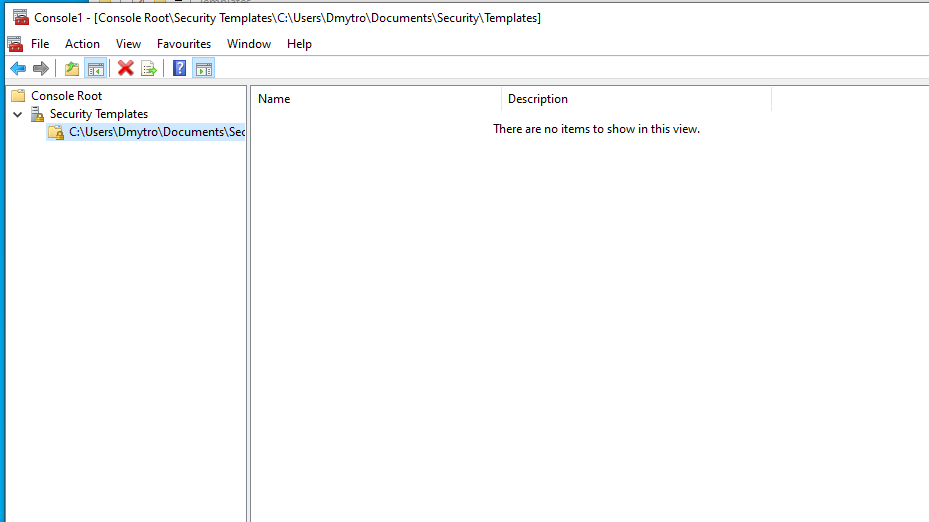 Console1 - [Console Root\Security Templates\C:\Users\Dmytro\Documents\Security\Templates]
File Action View Favourites Window Help
Console Root
Security Templates
C:\Users\Dmytro\Documents\Sec
Name Description
There are no items to show in this view.